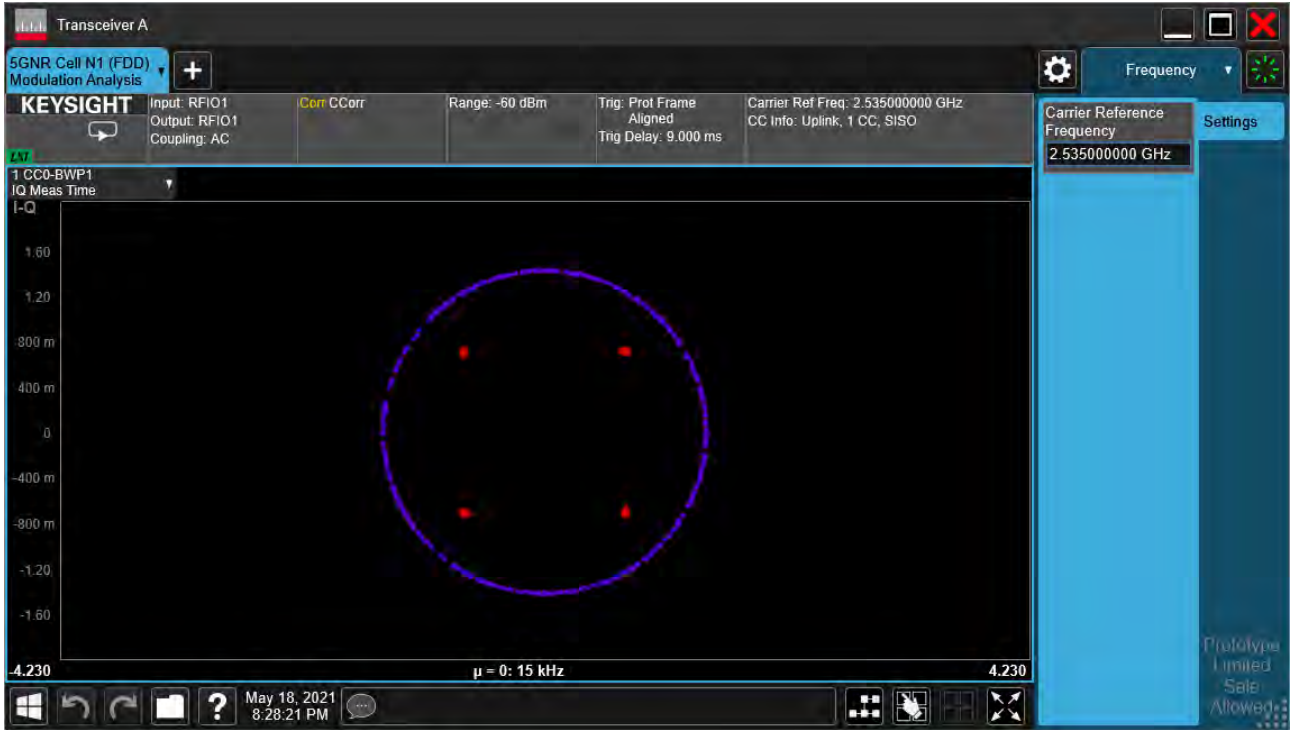 Transceiver A
5GNR Cell N1 (FDD)
Modulation Analysis
Frequency
KEYSIGHT
Input: RFIO1
Output: RFIO1
Coupling: AC
Corr CCorr
Range: -60 dBm
Trig: Prot Frame
Aligned
Trig Delay: 9.000 ms
Carrier Ref Freq: 2.535000000 GHz
CC Info: Uplink, 1 CC, SISO
LXI
Carrier Reference
Frequency
2.535000000 GHz
Settings
1 CC0-BWP1
IQ Meas Time
I-Q
1.60
1.20
800 m
400 m
0
-400 m
-800 m
-1.20
-1.60
-4.230
µ = 0: 15 kHz
4.230
Prototype
Limited
Sale
Allowed
May 18, 2021
8:28:21 PM